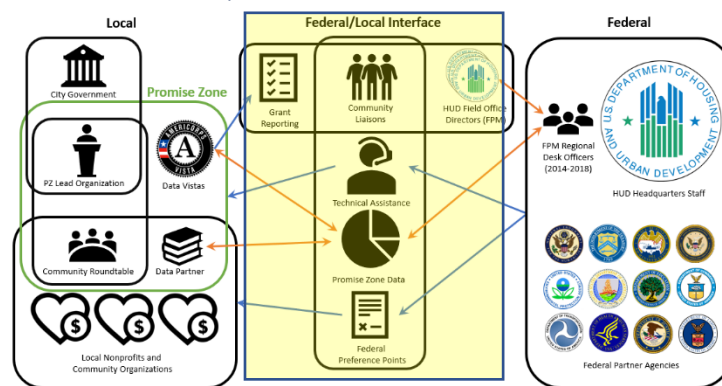 Local
Federal/Local Interface
Federal
City Government
Promise Zone
PZ Lead Organization
AMERICORPS
A
VISTA
Data Vistas
Community Roundtable
Data Partner
$
$
$
Local Nonprofits and
Community Organizations
Grant
Reporting
Community
Liaisons
HUD Field Office
Directors (FPM)
Technical Assistance
Promise Zone Data
Federal
Preference Points
FPM Regional
Desk Officers
(2014-2018)
U.S. DEPARTMENT OF HOUSING
AND URBAN DEVELOPMENT
HUD Headquarters Staff
Federal Partner Agencies